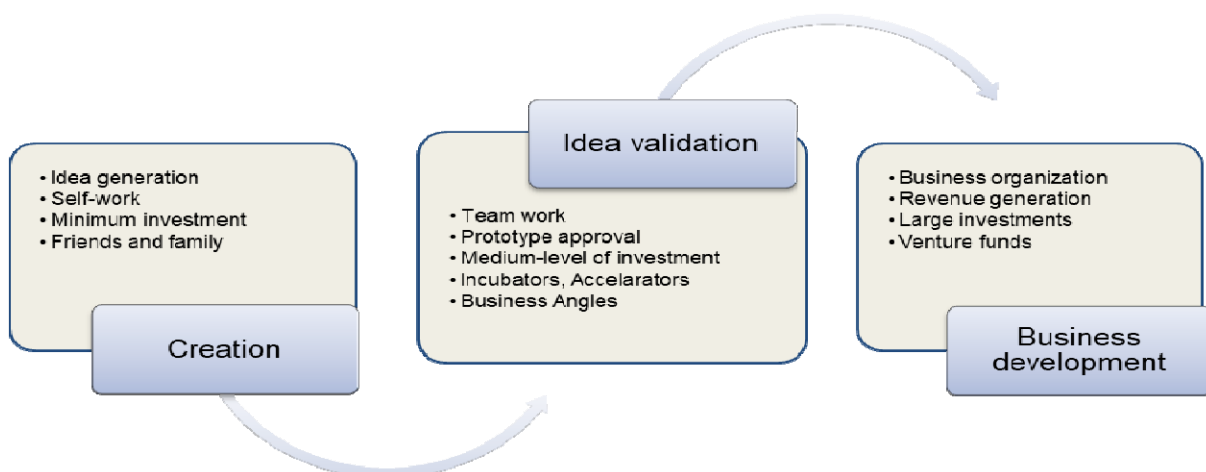 • Idea generation
• Self-work
• Minimum investment
• Friends and family
Creation
Idea validation
• Team work
• Prototype approval
• Medium-level of investment
• Incubators, Accelarators
• Business Angles
• Business organization
• Revenue generation
• Large investments
• Venture funds
Business
development